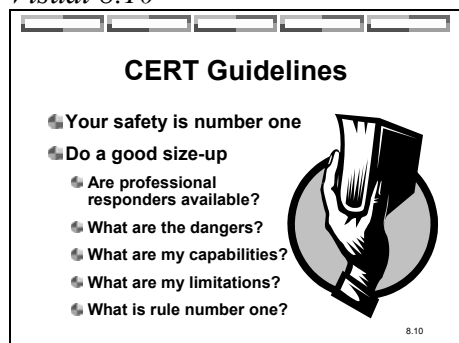 Visual 8.10
CERT Guidelines
Your safety is number one
Do a good size-up
Are professional
responders available?
What are the dangers?
What are my capabilities?
What are my limitations?
What is rule number one?
8.10